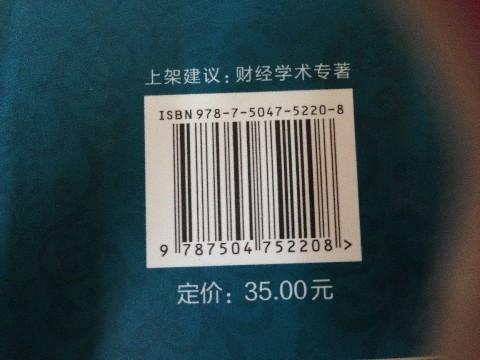 上架建议：财经学术专著
ISBN 978-7-5047-5220-8
9 787504 752208 >
定价：35.00元